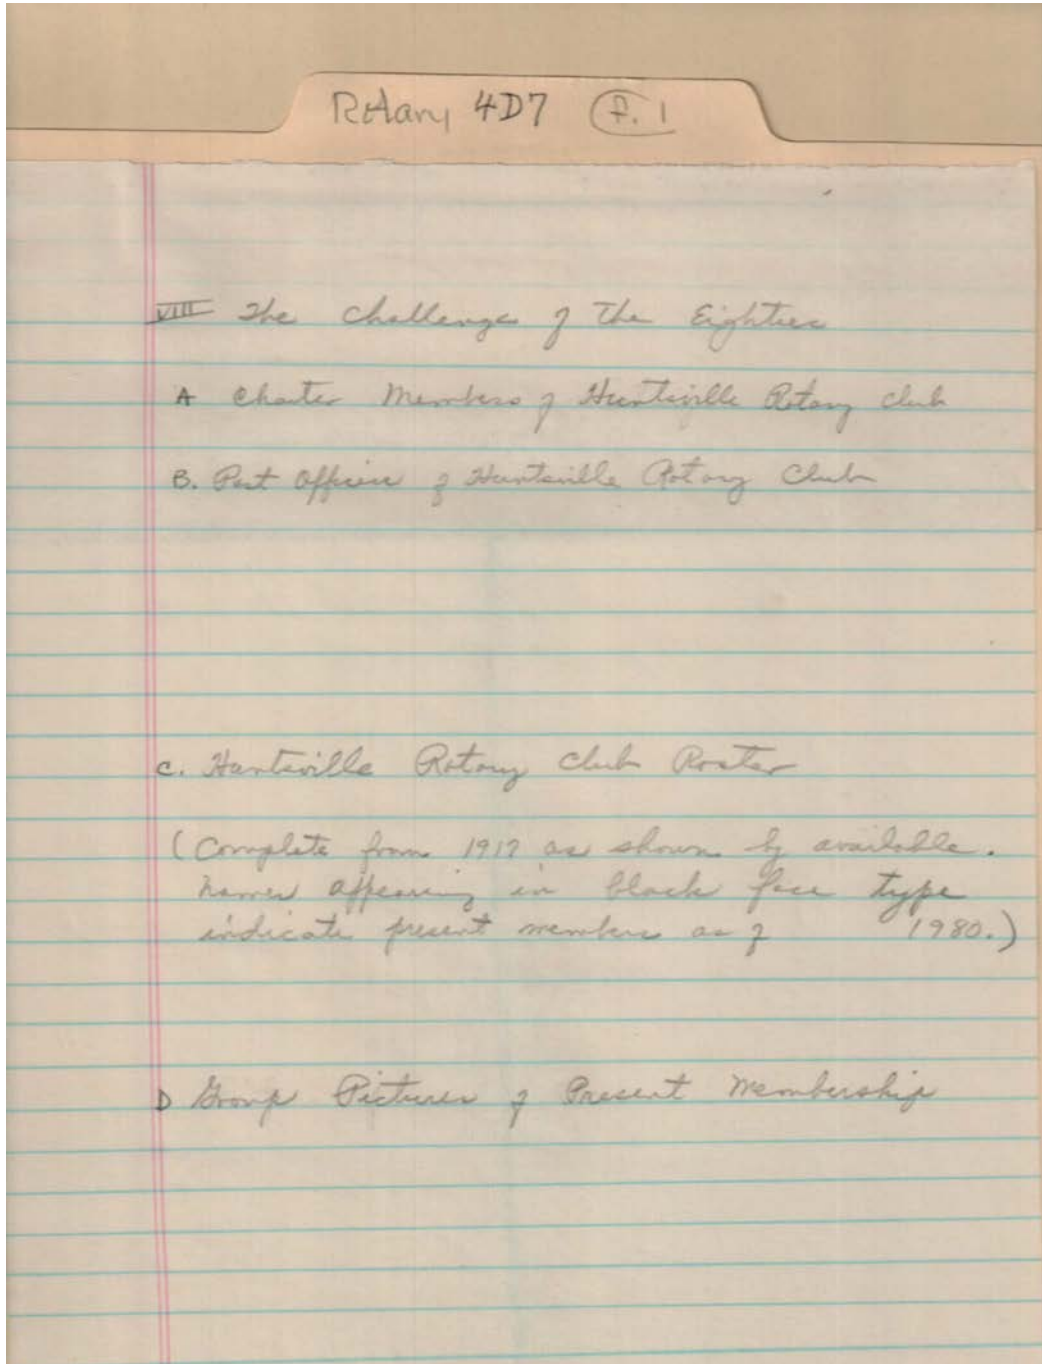 Rotary 4D7 f. 1
VIII The Challenge of The Eighties
A Charter Members of Huntsville Rotary Club
B. Past Officers of Huntsville Rotary Club
C. Huntsville Rotary Club Roster
(Complete from 1917 as shown by available.
Names appearing in black face type
indicate present members as of 1980.)
D Group Pictures of Present Membership